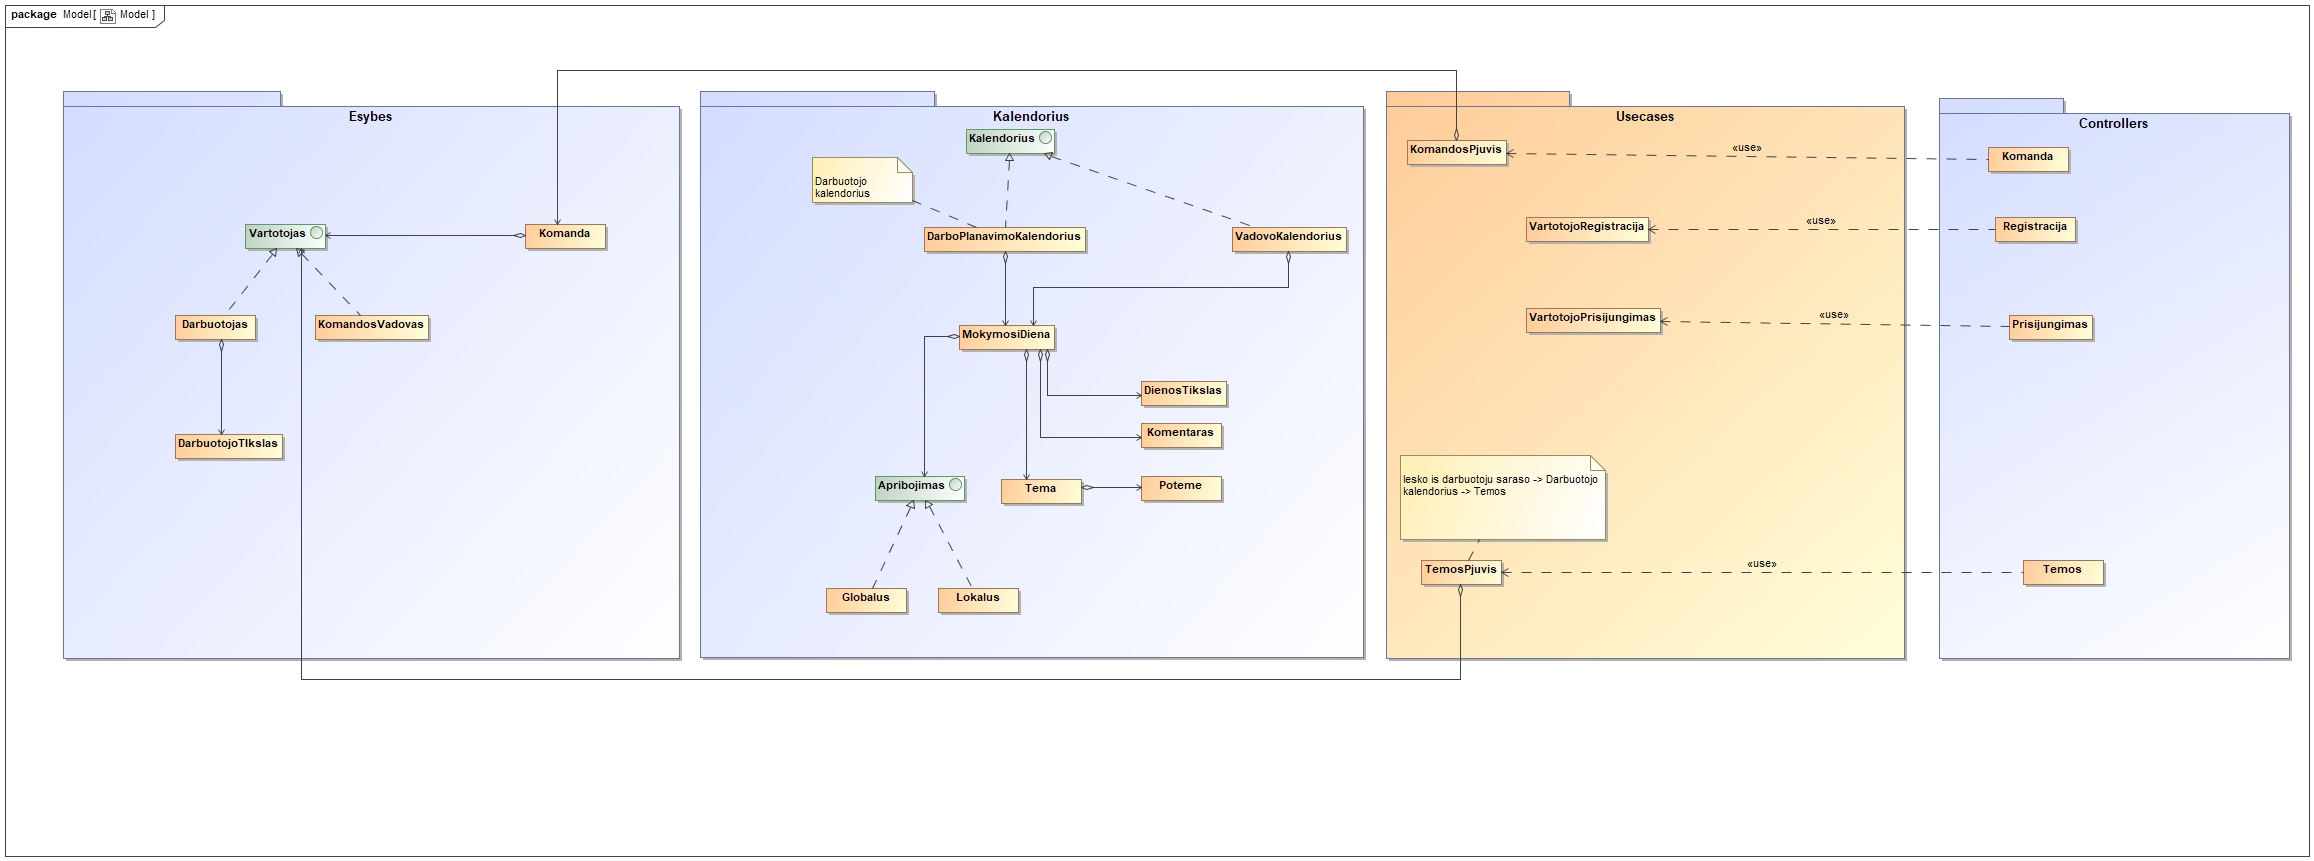 package Model [ Model ]
Esybes
Vartotojas
Komanda
Darbuotojas
KomandosVadovas
DarbuotojoTIkslas
Kalendorius
Kalendorius
Darbuotojo
kalendorius
DarboPlanavimoKalendorius
VadovoKalendorius
MokymosiDiena
DienosTikslas
Komentaras
Apribojimas
Tema
Poteme
Globalus
Lokalus
Usecases
KomandosPjuvis
VartotojoRegistracija
VartotojoPrisijungimas
Iesko is darbuotoju saraso -> Darbuotojo
kalendorius -> Temos
TemosPjuvis
«use»
«use»
«use»
«use»
Controllers
Komanda
Registracija
Prisijungimas
Temos